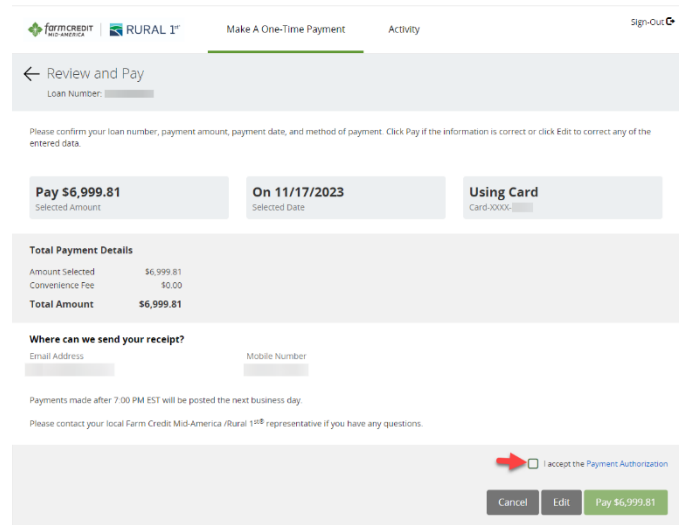 farmCREDIT MID-AMERICA RURAL 1st Make A One-Time Payment Activity Sign-Out
Review and Pay
Loan Number:
Please confirm your loan number, payment amount, payment date, and method of payment. Click Pay if the information is correct or click Edit to correct any of the
entered data.
Pay $6,999.81 On 11/17/2023 Using Card
Selected Amount Selected Date Card-XXXX-
Total Payment Details
Amount Selected $6,999.81
Convenience Fee $0.00
Total Amount $6,999.81
Where can we send your receipt?
Email Address Mobile Number
Payments made after 7:00 PM EST will be posted the next business day.
Please contact your local Farm Credit Mid-America /Rural 1st® representative if you have any questions.
I accept the Payment Authorization
Cancel Edit Pay $6,999.81